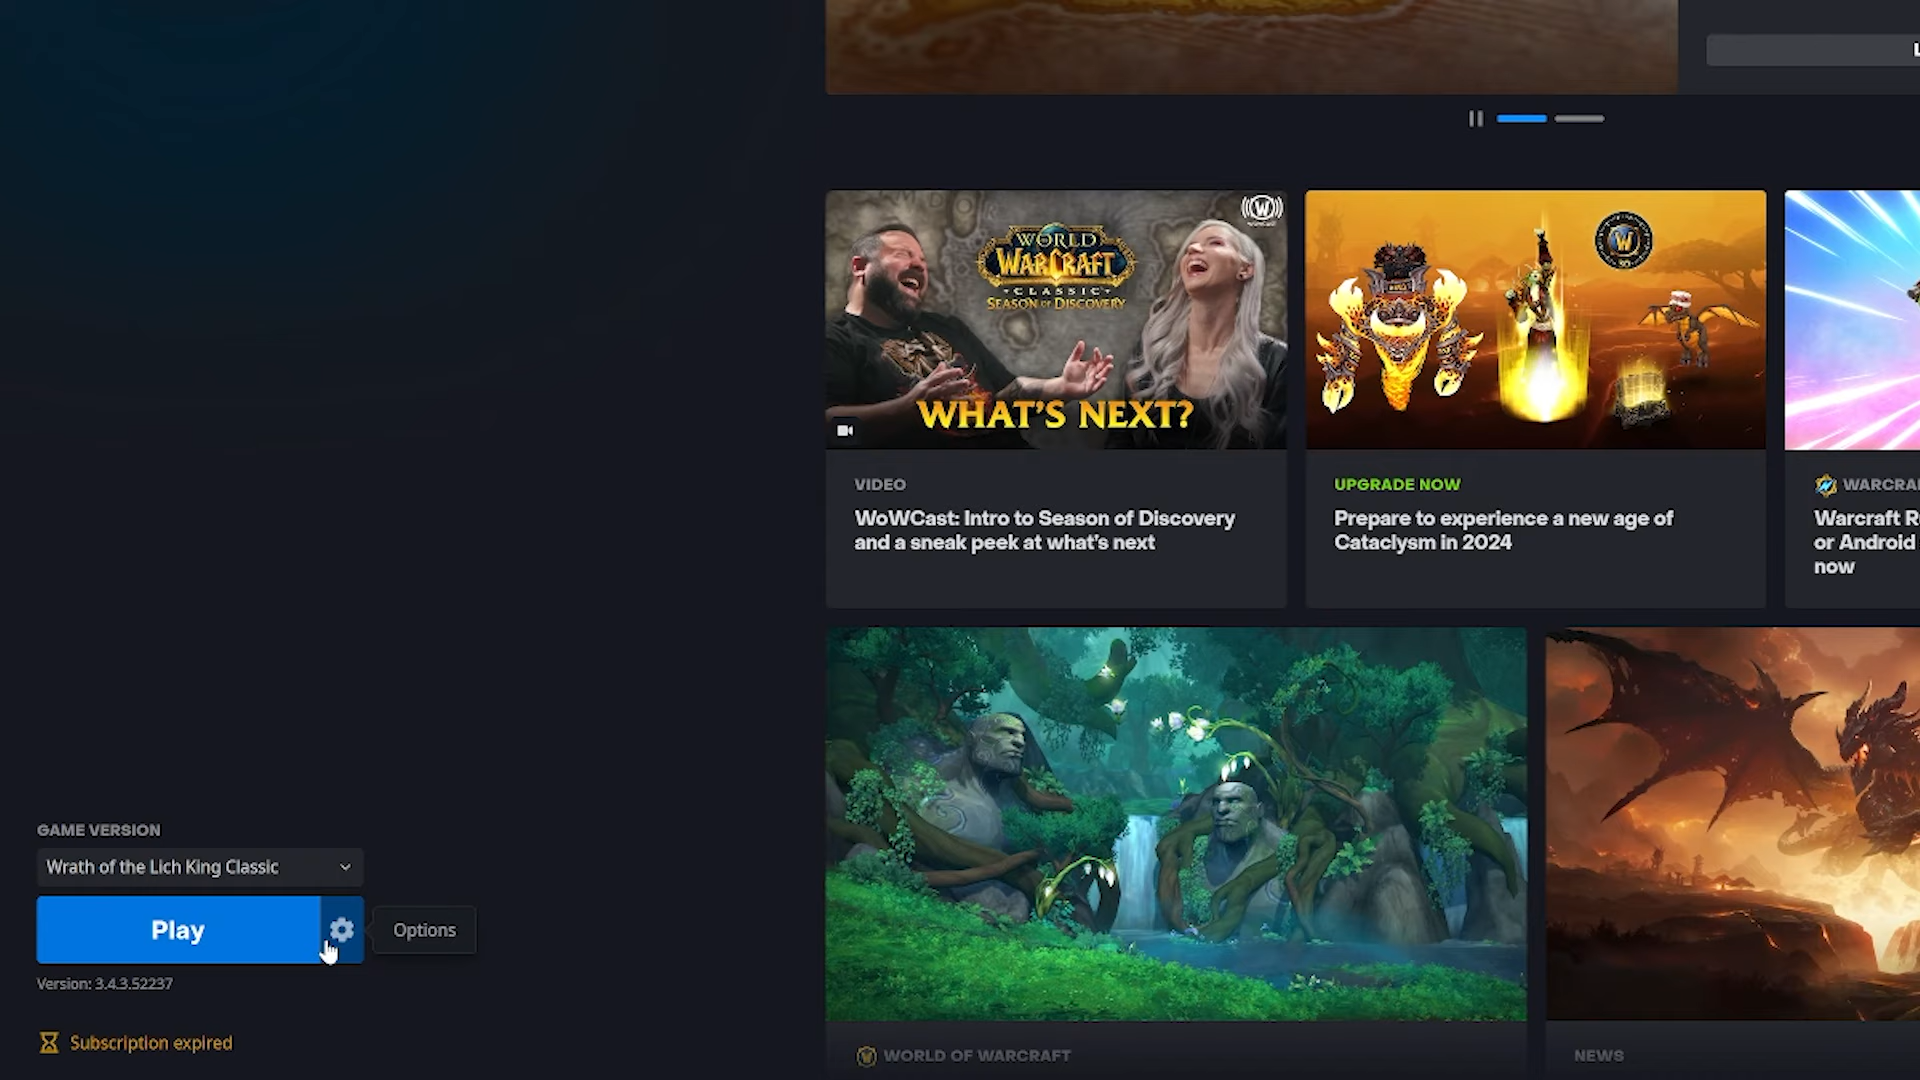 WORLD
WARCRAFT
CLASSIC
SEASON OF DISCOVERY
WHAT'S NEXT?
VIDEO
WoWCast: Intro to Season of Discovery
and a sneak peek at what's next
UPGRADE NOW
Prepare to experience a new age of
Cataclysm in 2024
Warcraft R
or Android
now
GAME VERSION
Wrath of the Lich King Classic
Play
Options
Version: 3.4.3.52237
Subscription expired
WORLD OF WARCRAFT
NEWS